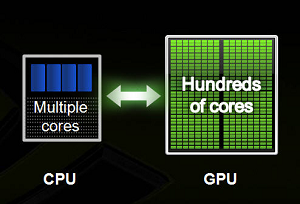 Multiple
cores
Hundreds
of cores
CPU
GPU